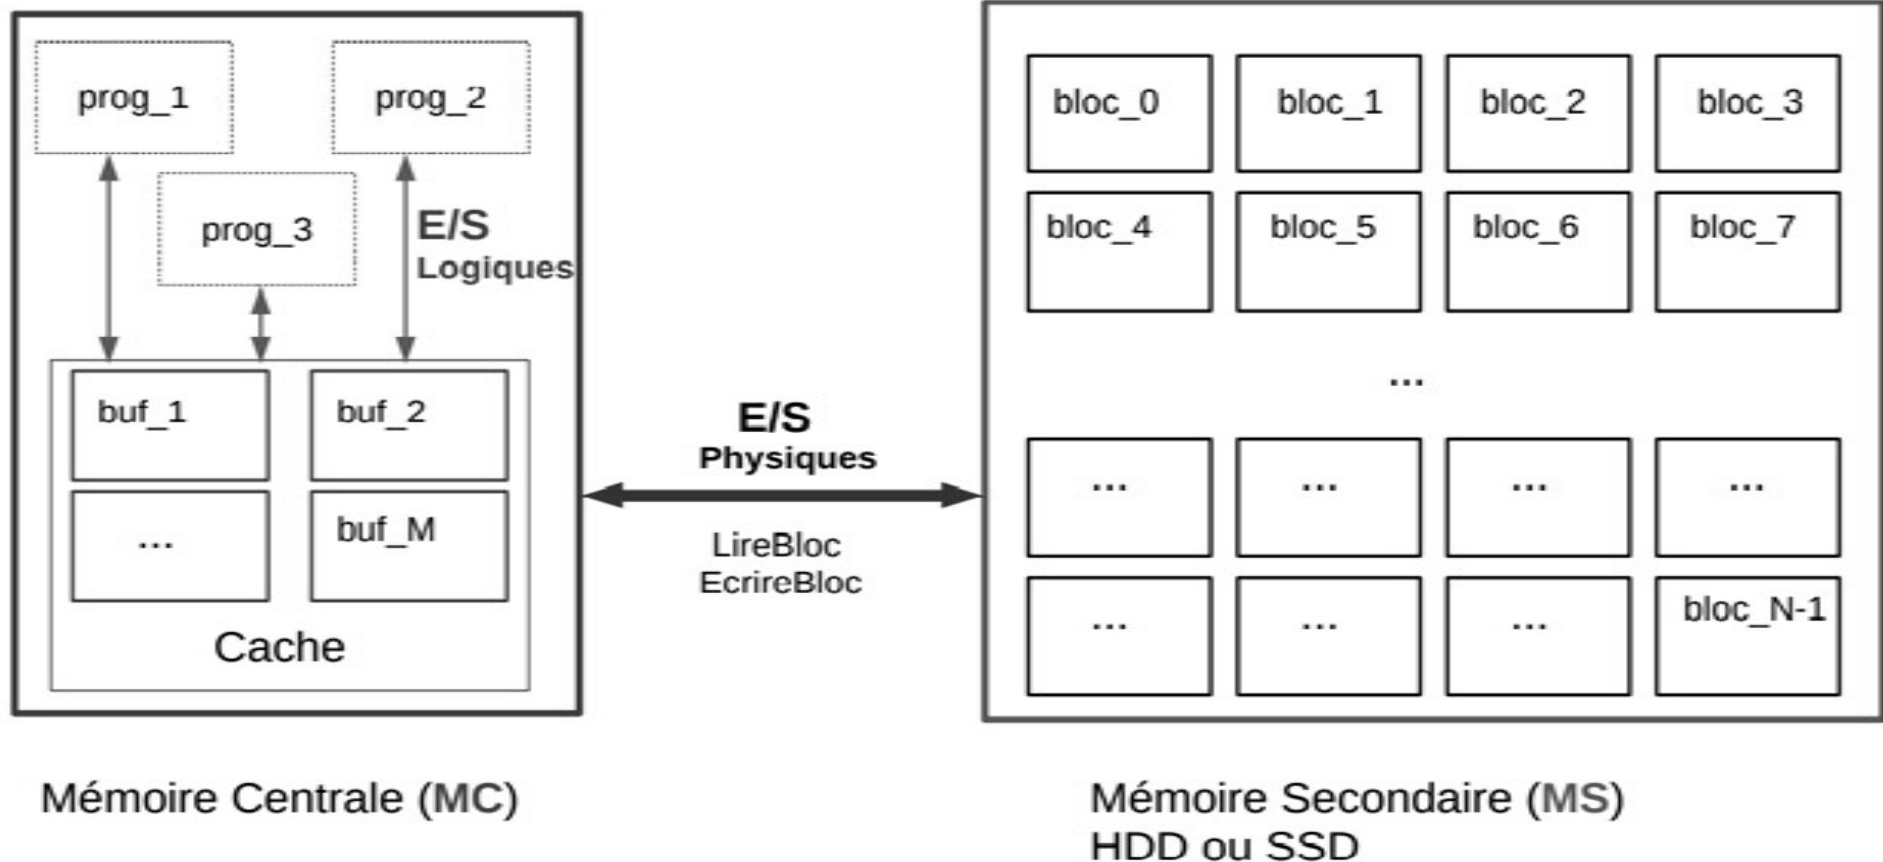 prog_1
prog_2
prog_3
E/S
Logiques
buf_1
buf_2
...
buf_M
Cache
Mémoire Centrale (MC)
E/S
Physiques
LireBloc
EcrireBloc
bloc_0
bloc_1
bloc_2
bloc_3
bloc_4
bloc_5
bloc_6
bloc_7
...
...
...
...
...
...
...
...
bloc_N-1
Mémoire Secondaire (MS)
HDD ou SSD